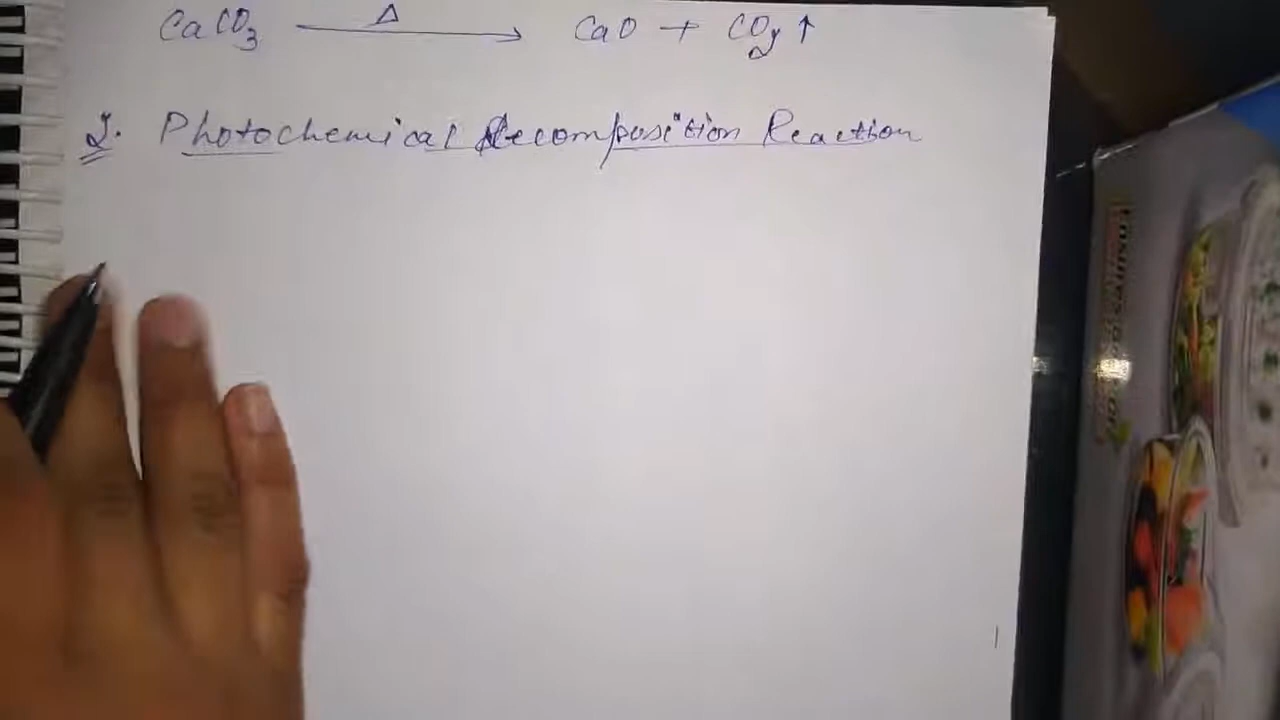 CaCO₃ —Δ→ CaO + CO₂ ↑
2. Photochemical Decomposition Reaction